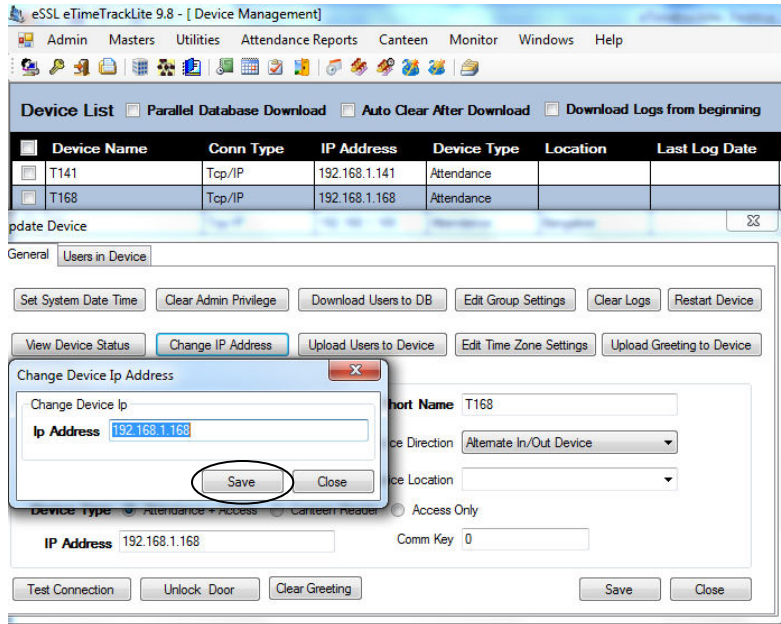 eSSL eTimeTrackLite 9.8 - [ Device Management]
Admin Masters Utilities Attendance Reports Canteen Monitor Windows Help
Device List Parallel Database Download Auto Clear After Download Download Logs from beginning
Device Name Conn Type IP Address Device Type Location Last Log Date
T141 Tcp/IP 192.168.1.141 Attendance
T168 Tcp/IP 192.168.1.168 Attendance
pdate Device
General Users in Device
Set System Date Time Clear Admin Privilege Download Users to DB Edit Group Settings Clear Logs Restart Device
View Device Status Change IP Address Upload Users to Device Edit Time Zone Settings Upload Greeting to Device
Change Device Ip Address
Change Device Ip
hort Name T168
Ip Address 192.168.1.168
ce Direction Alternate In/Out Device
Save Close
ice Location
Device Type Attendance + Access Canteen Reader Access Only
IP Address 192.168.1.168 Comm Key 0
Test Connection Unlock Door Clear Greeting Save Close